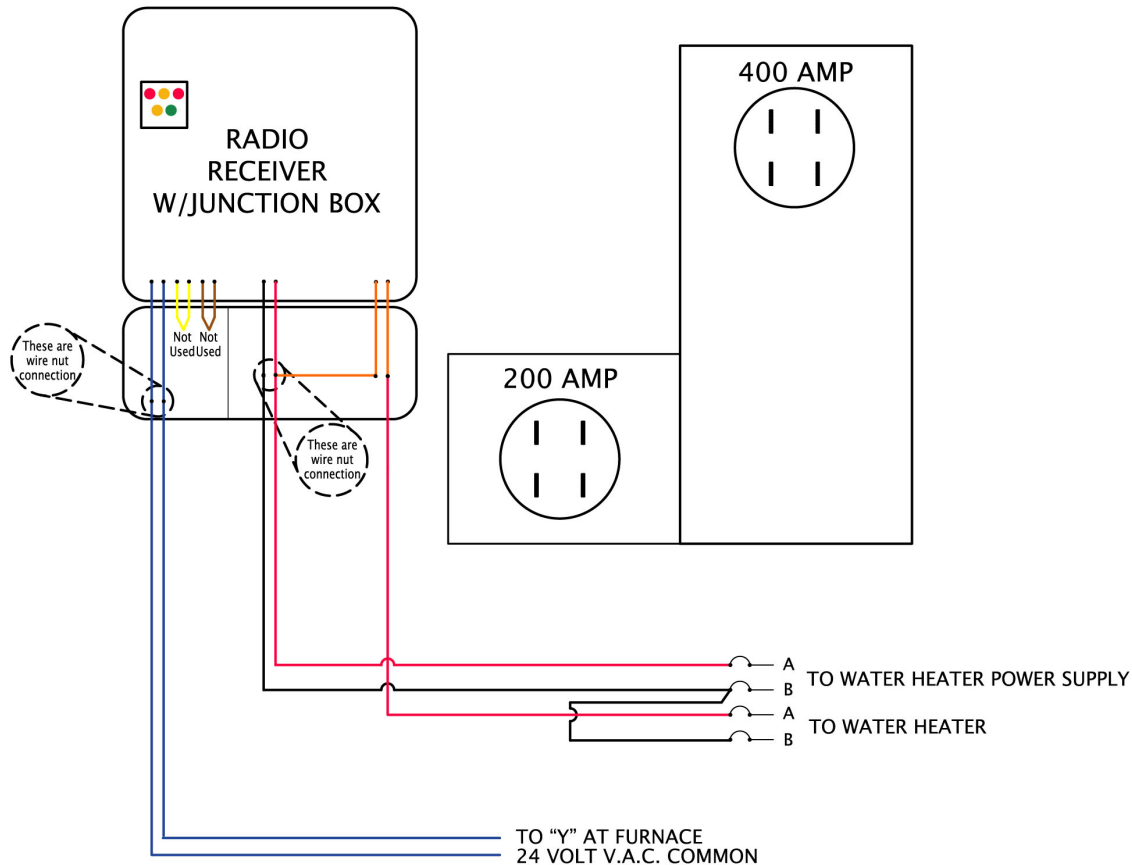 RADIO
RECEIVER
W/JUNCTION BOX
400 AMP
Not Not
Used Used
These are
wire nut
connection
200 AMP
These are
wire nut
connection
A
TO WATER HEATER POWER SUPPLY
B
A
TO WATER HEATER
B
TO “Y” AT FURNACE
24 VOLT V.A.C. COMMON